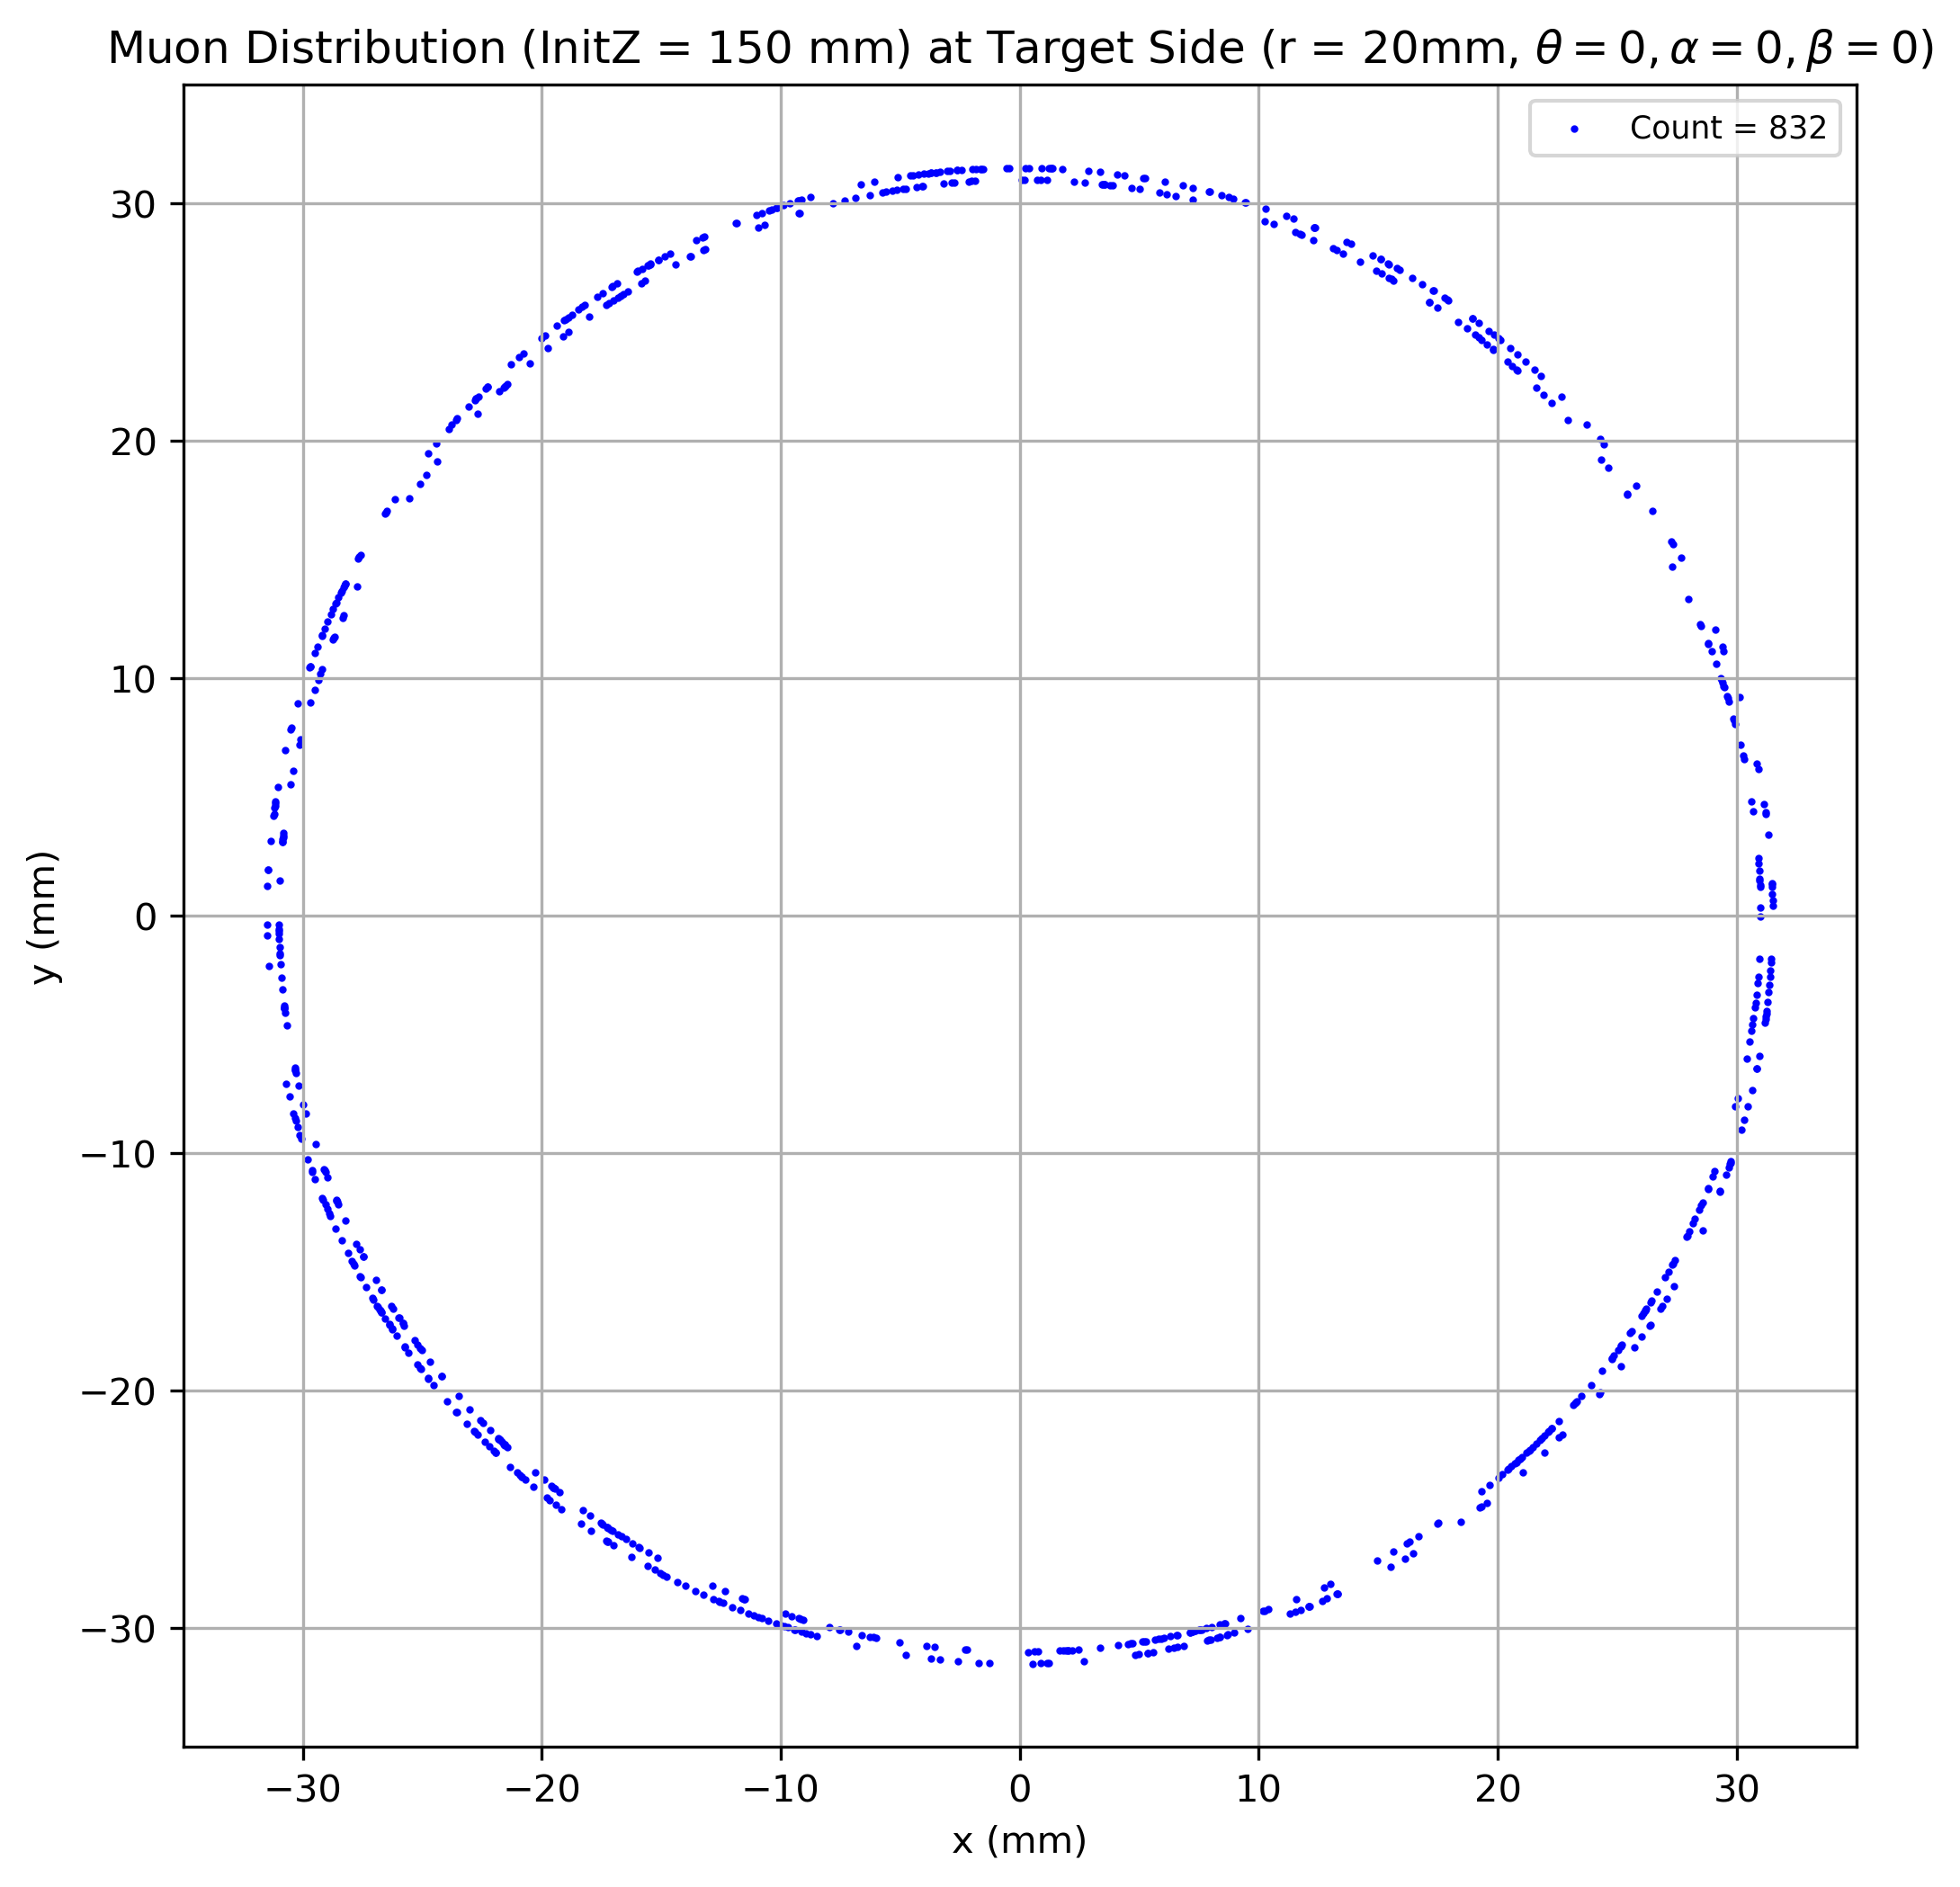 Muon Distribution (InitZ = 150 mm) at Target Side (r = 20mm, θ = 0, α = 0, β = 0)
Count = 832
30
20
10
0
−10
−20
−30
y (mm)
−30 −20 −10 0 10 20 30
x (mm)